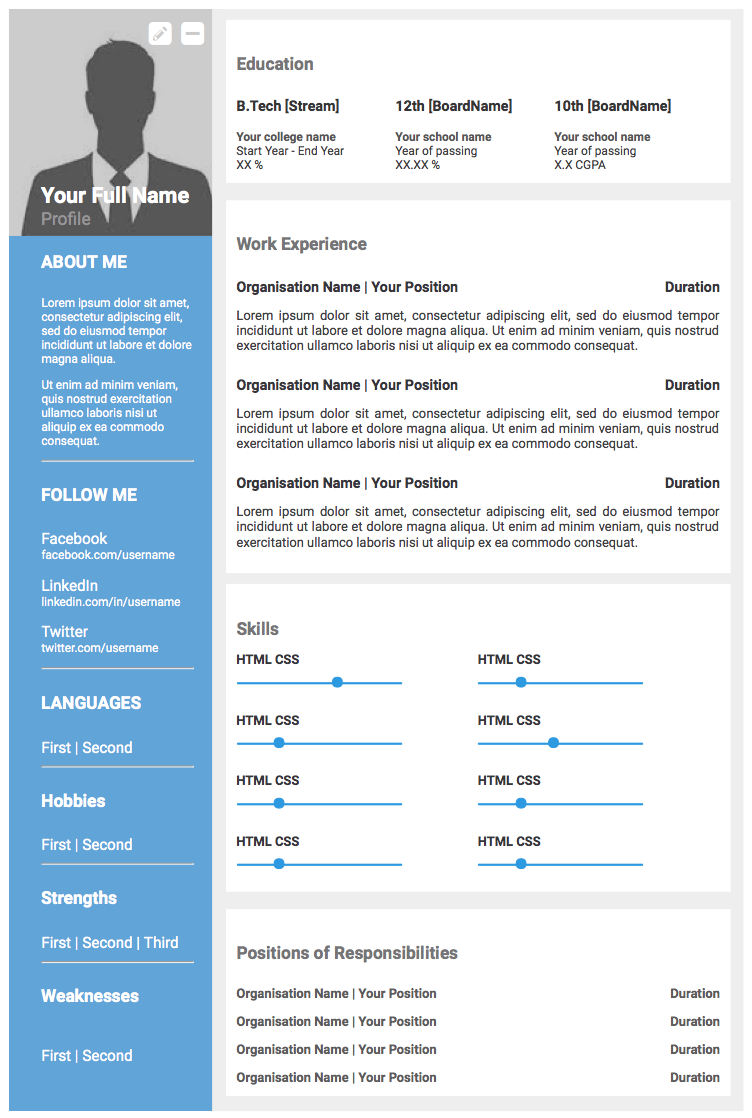 Your Full Name
Profile
ABOUT ME
Lorem ipsum dolor sit amet,
consectetur adipiscing elit,
sed do eiusmod tempor
incididunt ut labore et dolore
magna aliqua.
Ut enim ad minim veniam,
quis nostrud exercitation
ullamco laboris nisi ut
aliquip ex ea commodo
consequat.
FOLLOW ME
Facebook
facebook.com/username
LinkedIn
linkedin.com/in/username
Twitter
twitter.com/username
LANGUAGES
First | Second
Hobbies
First | Second
Strengths
First | Second | Third
Weaknesses
First | Second
Education
B.Tech [Stream]
Your college name
Start Year - End Year
XX %
12th [BoardName]
Your school name
Year of passing
XX.XX %
10th [BoardName]
Your school name
Year of passing
X.X CGPA
Work Experience
Organisation Name | Your Position Duration
Lorem ipsum dolor sit amet, consectetur adipiscing elit, sed do eiusmod tempor
incididunt ut labore et dolore magna aliqua. Ut enim ad minim veniam, quis nostrud
exercitation ullamco laboris nisi ut aliquip ex ea commodo consequat.
Organisation Name | Your Position Duration
Lorem ipsum dolor sit amet, consectetur adipiscing elit, sed do eiusmod tempor
incididunt ut labore et dolore magna aliqua. Ut enim ad minim veniam, quis nostrud
exercitation ullamco laboris nisi ut aliquip ex ea commodo consequat.
Organisation Name | Your Position Duration
Lorem ipsum dolor sit amet, consectetur adipiscing elit, sed do eiusmod tempor
incididunt ut labore et dolore magna aliqua. Ut enim ad minim veniam, quis nostrud
exercitation ullamco laboris nisi ut aliquip ex ea commodo consequat.
Skills
HTML CSS HTML CSS
HTML CSS HTML CSS
HTML CSS HTML CSS
HTML CSS HTML CSS
Positions of Responsibilities
Organisation Name | Your Position Duration
Organisation Name | Your Position Duration
Organisation Name | Your Position Duration
Organisation Name | Your Position Duration